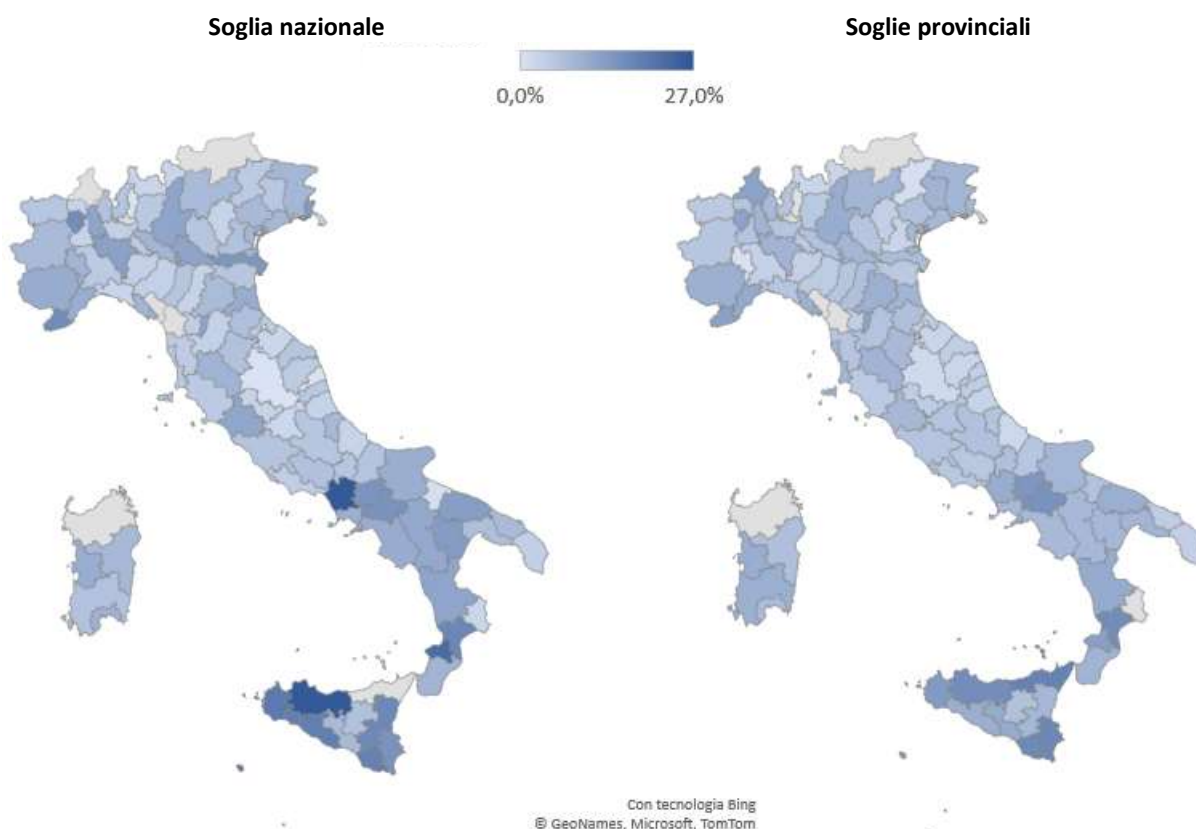 Soglia nazionale
Soglie provinciali
0,0%
27,0%
Con tecnologia Bing
© GeoNames, Microsoft, TomTom